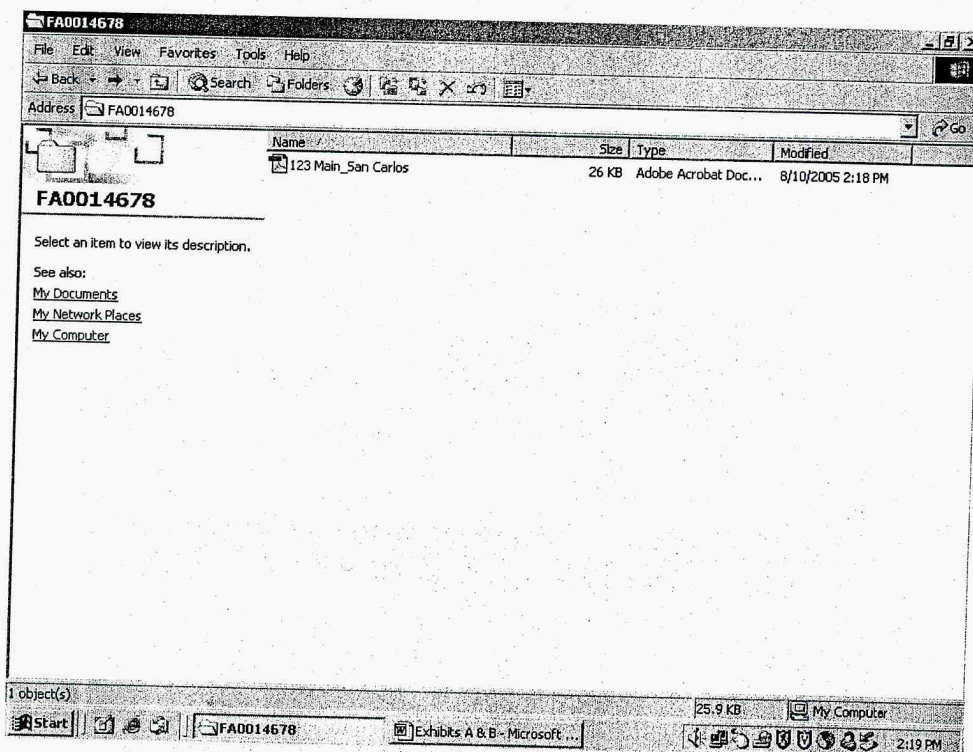 FA0014678
File Edit View Favorites Tools Help
Back Search Folders
Address FA0014678 Go
Name Size Type Modified
123 Main_San Carlos 26 KB Adobe Acrobat Doc... 8/10/2005 2:18 PM
FA0014678
Select an item to view its description.
See also:
My Documents
My Network Places
My Computer
1 object(s) 25.9 KB My Computer
Start FA0014678 Exhibits A & B - Microsoft ... 2:19 PM